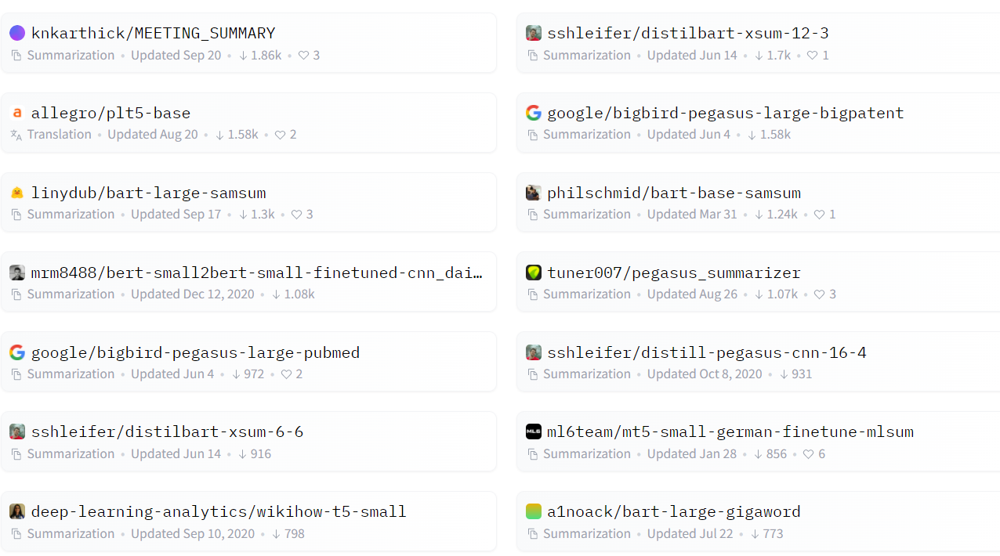 knkarthick/MEETING_SUMMARY
Summarization • Updated Sep 20 • ↓ 1.86k • ♡ 3
sshleifer/distilbart-xsum-12-3
Summarization • Updated Jun 14 • ↓ 1.7k • ♡ 1
a allegro/plt5-base
Translation • Updated Aug 20 • ↓ 1.58k • ♡ 2
google/bigbird-pegasus-large-bigpatent
Summarization • Updated Jun 4 • ↓ 1.58k
linydub/bart-large-samsum
Summarization • Updated Sep 17 • ↓ 1.3k • ♡ 3
philschmid/bart-base-samsum
Summarization • Updated Mar 31 • ↓ 1.24k • ♡ 1
mrm8488/bert-small2bert-small-finetuned-cnn_dai…
Summarization • Updated Dec 12, 2020 • ↓ 1.08k
tuner007/pegasus_summarizer
Summarization • Updated Aug 26 • ↓ 1.07k • ♡ 3
google/bigbird-pegasus-large-pubmed
Summarization • Updated Jun 4 • ↓ 972 • ♡ 2
sshleifer/distill-pegasus-cnn-16-4
Summarization • Updated Oct 8, 2020 • ↓ 931
sshleifer/distilbart-xsum-6-6
Summarization • Updated Jun 14 • ↓ 916
ML6 ml6team/mt5-small-german-finetune-mlsum
Summarization • Updated Jan 28 • ↓ 856 • ♡ 6
deep-learning-analytics/wikihow-t5-small
Summarization • Updated Sep 10, 2020 • ↓ 798
a1noack/bart-large-gigaword
Summarization • Updated Jul 22 • ↓ 773